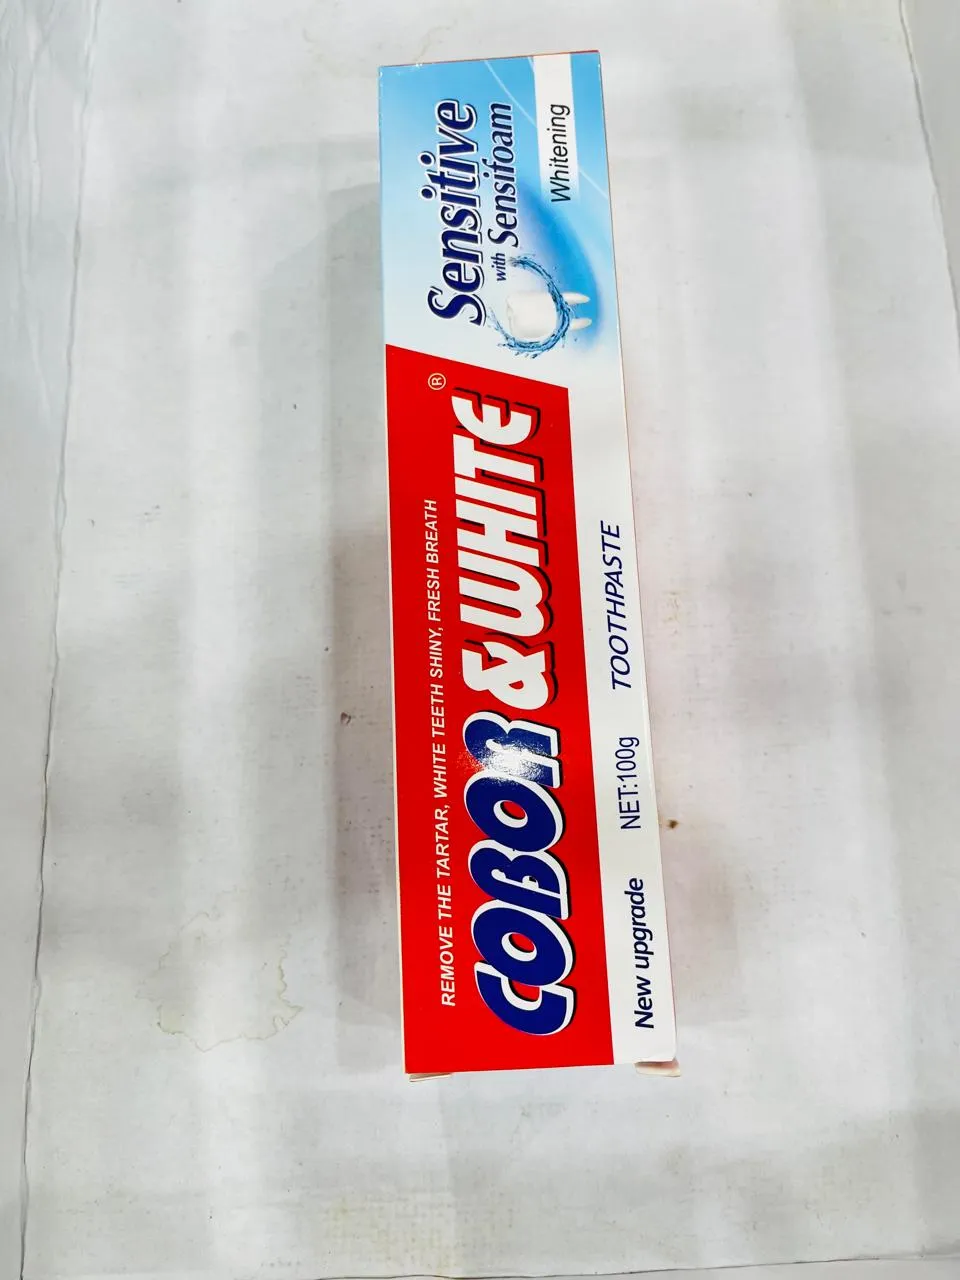 REMOVE THE TARTAR, WHITE TEETH SHINY, FRESH BREATH
COBOR & WHITE ®
Sensitive
with Sensifoam
Whitening
New upgrade NET:100g TOOTHPASTE